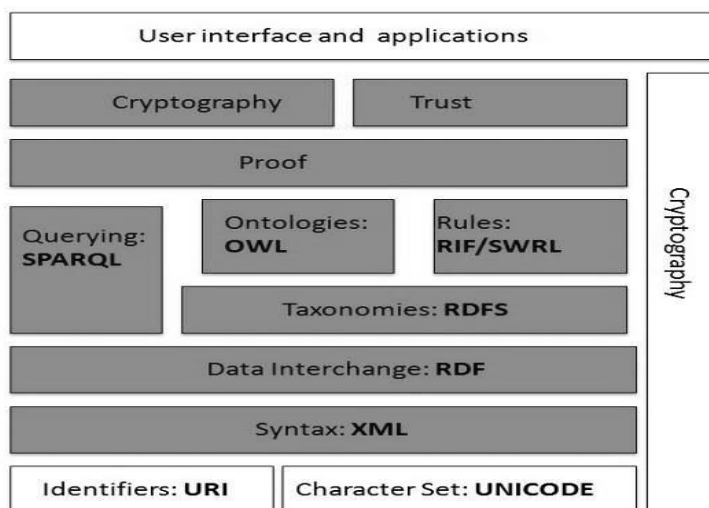 User interface and applications
Cryptography
Trust
Proof
Querying:
SPARQL
Ontologies:
OWL
Rules:
RIF/SWRL
Taxonomies: RDFS
Data Interchange: RDF
Syntax: XML
Identifiers: URI
Character Set: UNICODE
Cryptography